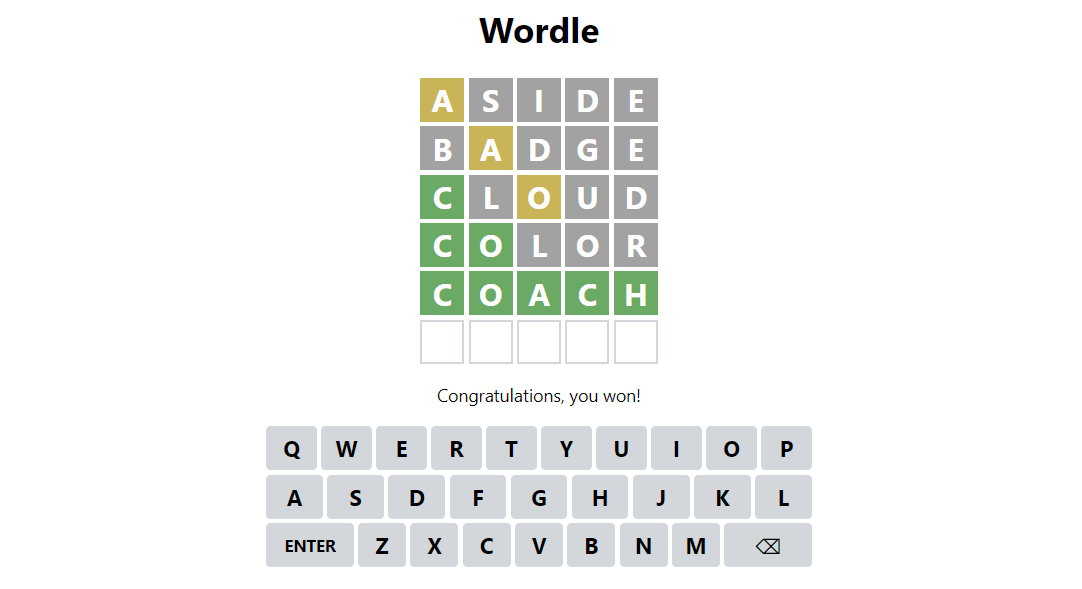 Wordle
A S I D E
B A D G E
C L O U D
C O L O R
C O A C H
Congratulations, you won!
Q W E R T Y U I O P
A S D F G H J K L
ENTER Z X C V B N M ⌫